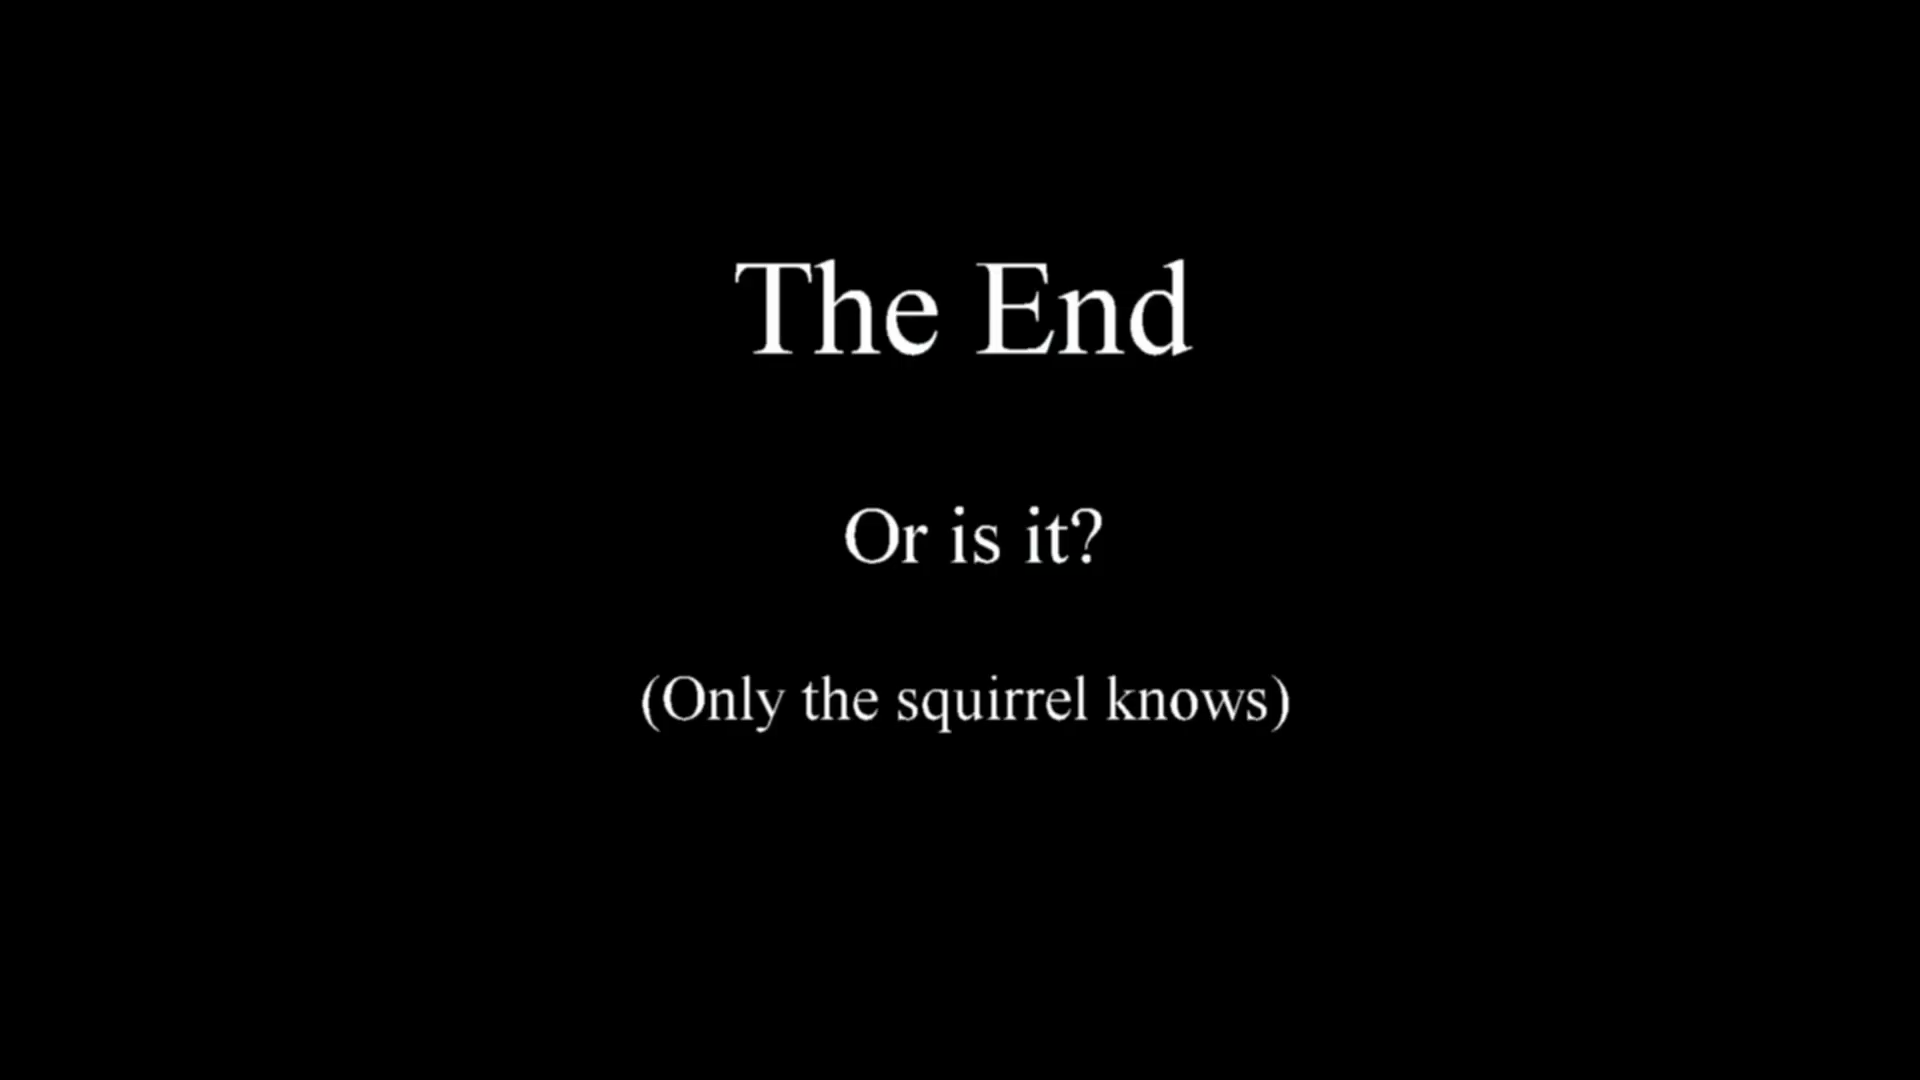 The End
Or is it?
(Only the squirrel knows)